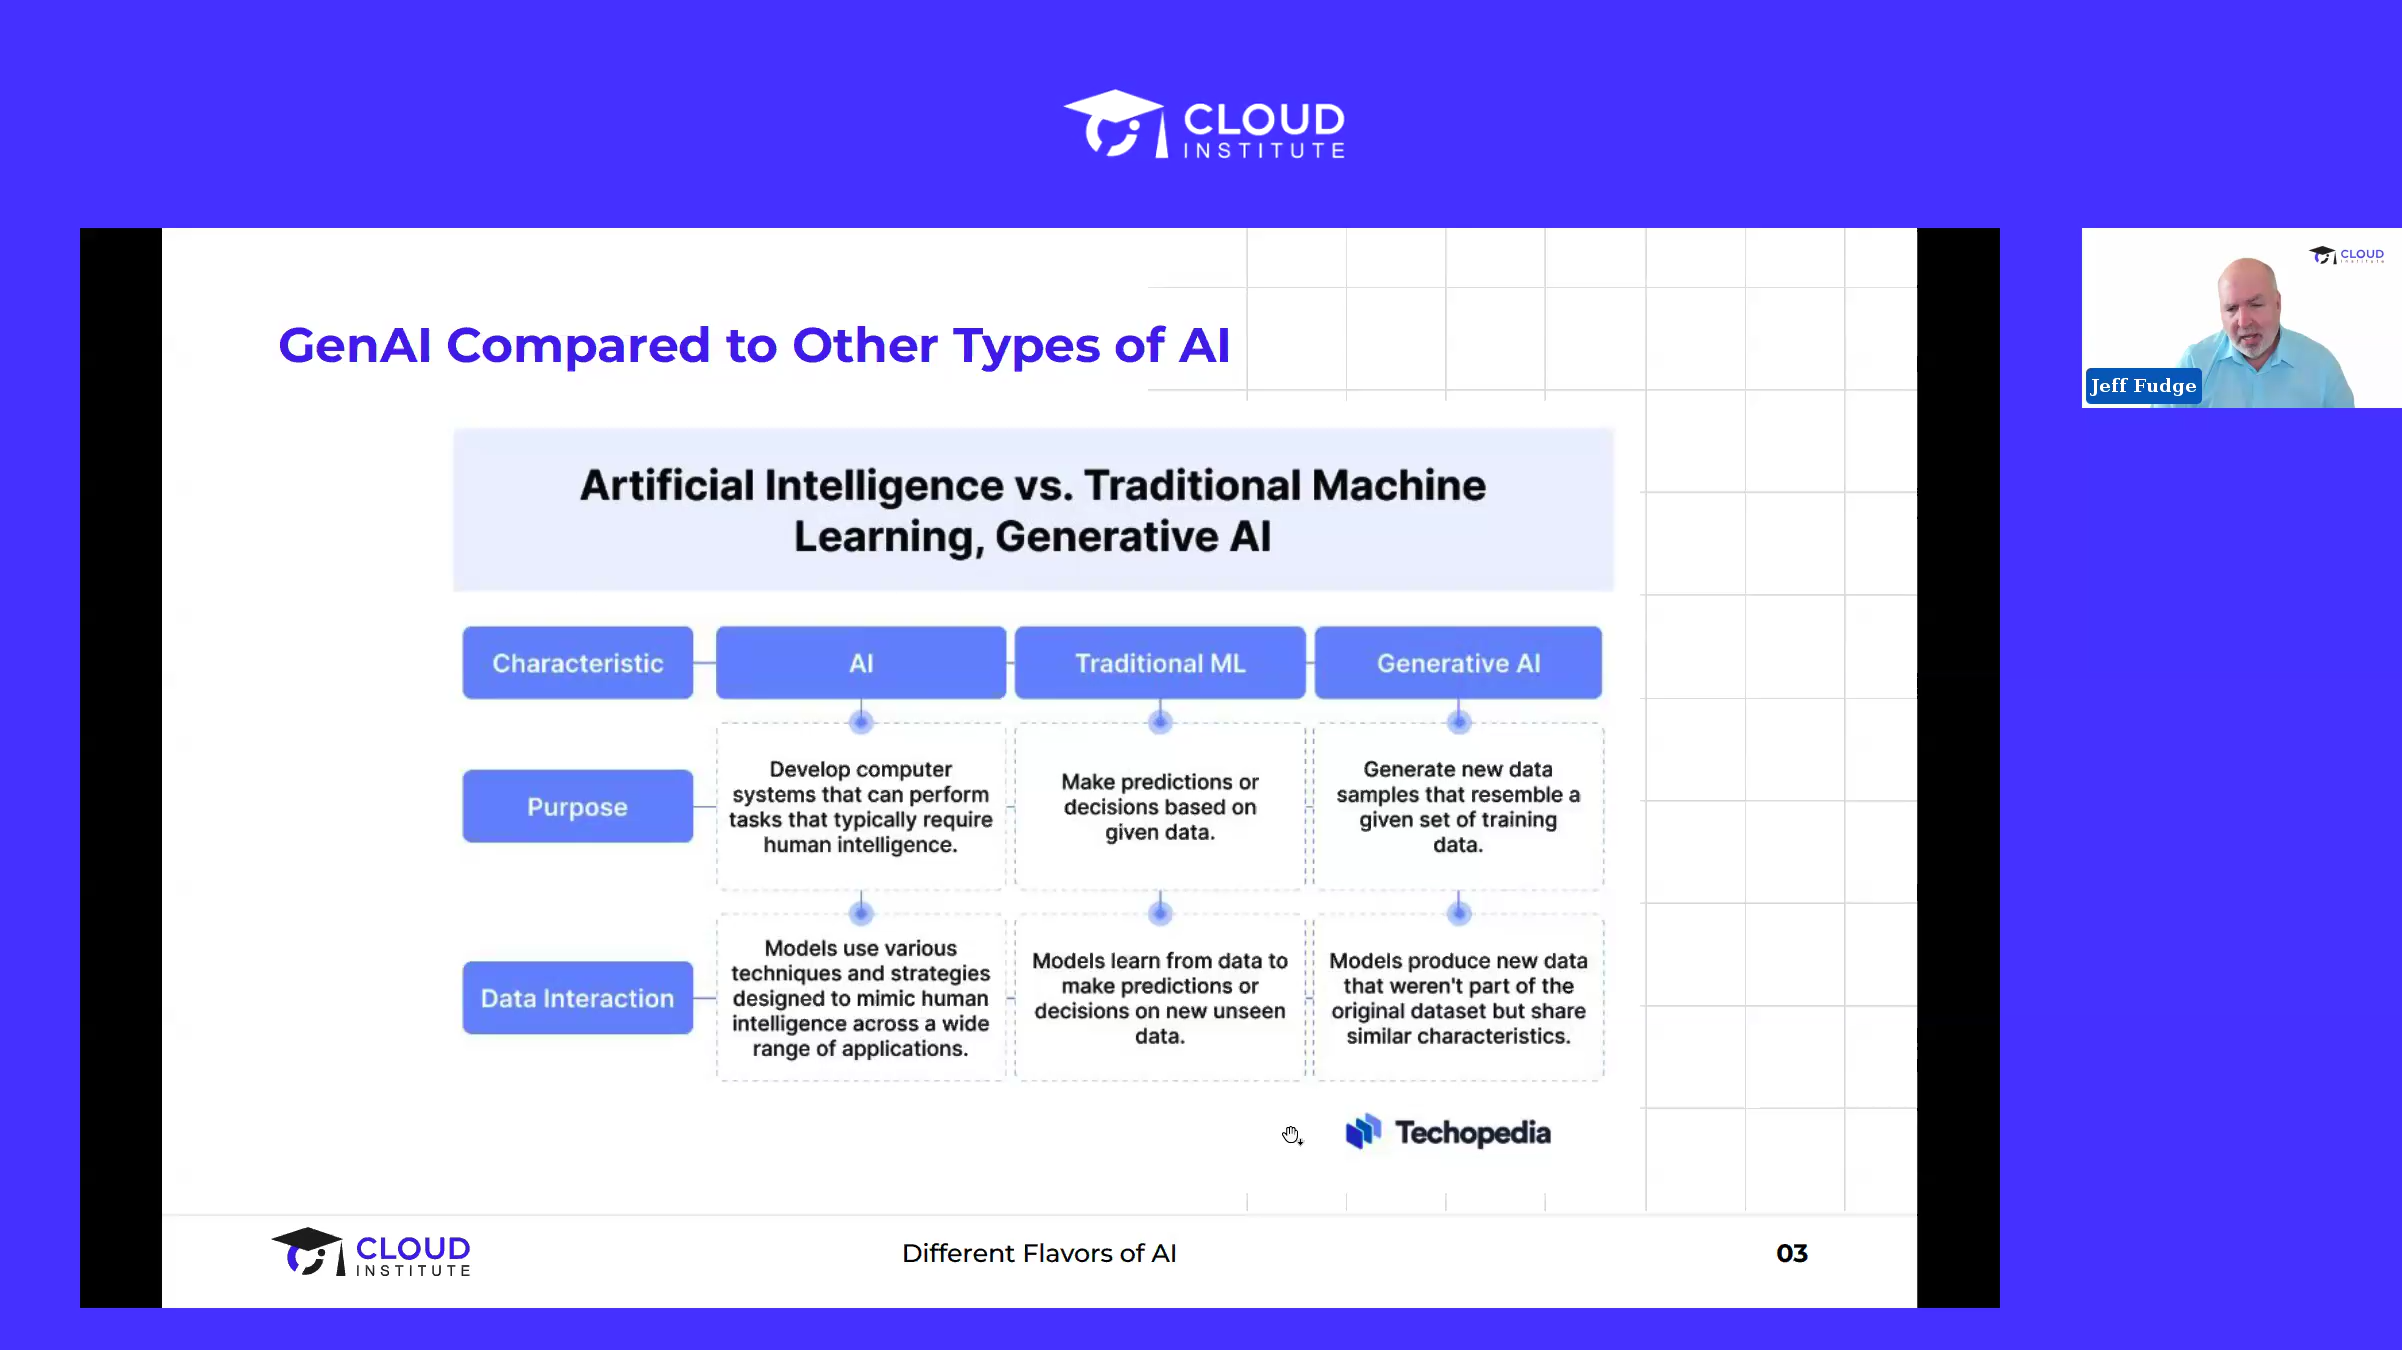 CLOUD
INSTITUTE
CLOUD
Jeff Fudge
GenAI Compared to Other Types of AI
Artificial Intelligence vs. Traditional Machine
Learning, Generative AI
Characteristic
AI
Traditional ML
Generative AI
Purpose
Develop computer
systems that can perform
tasks that typically require
human intelligence.
Make predictions or
decisions based on
given data.
Generate new data
samples that resemble a
given set of training
data.
Data Interaction
Models use various
techniques and strategies
designed to mimic human
intelligence across a wide
range of applications.
Models learn from data to
make predictions or
decisions on new unseen
data.
Models produce new data
that weren't part of the
original dataset but share
similar characteristics.
Techopedia
CLOUD
INSTITUTE
Different Flavors of AI
03